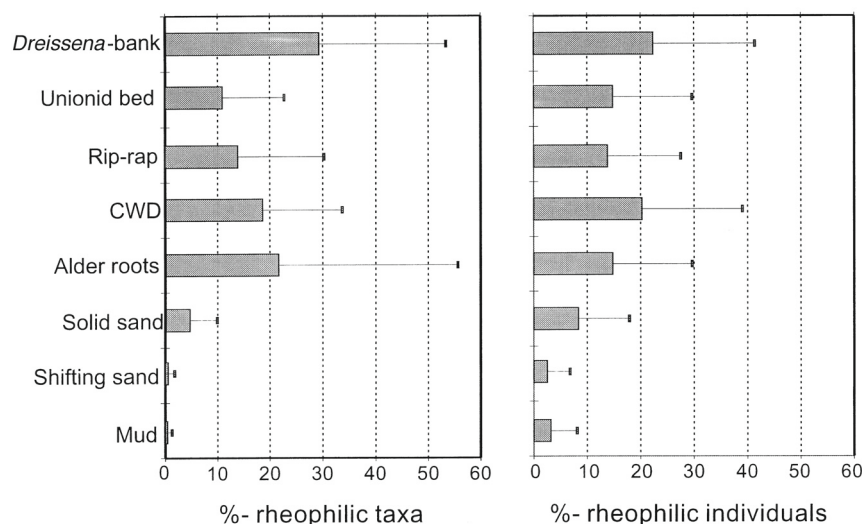 Dreissena-bank
Unionid bed
Rip-rap
CWD
Alder roots
Solid sand
Shifting sand
Mud
0 10 20 30 40 50 60
0 10 20 30 40 50 60
%- rheophilic taxa
%- rheophilic individuals